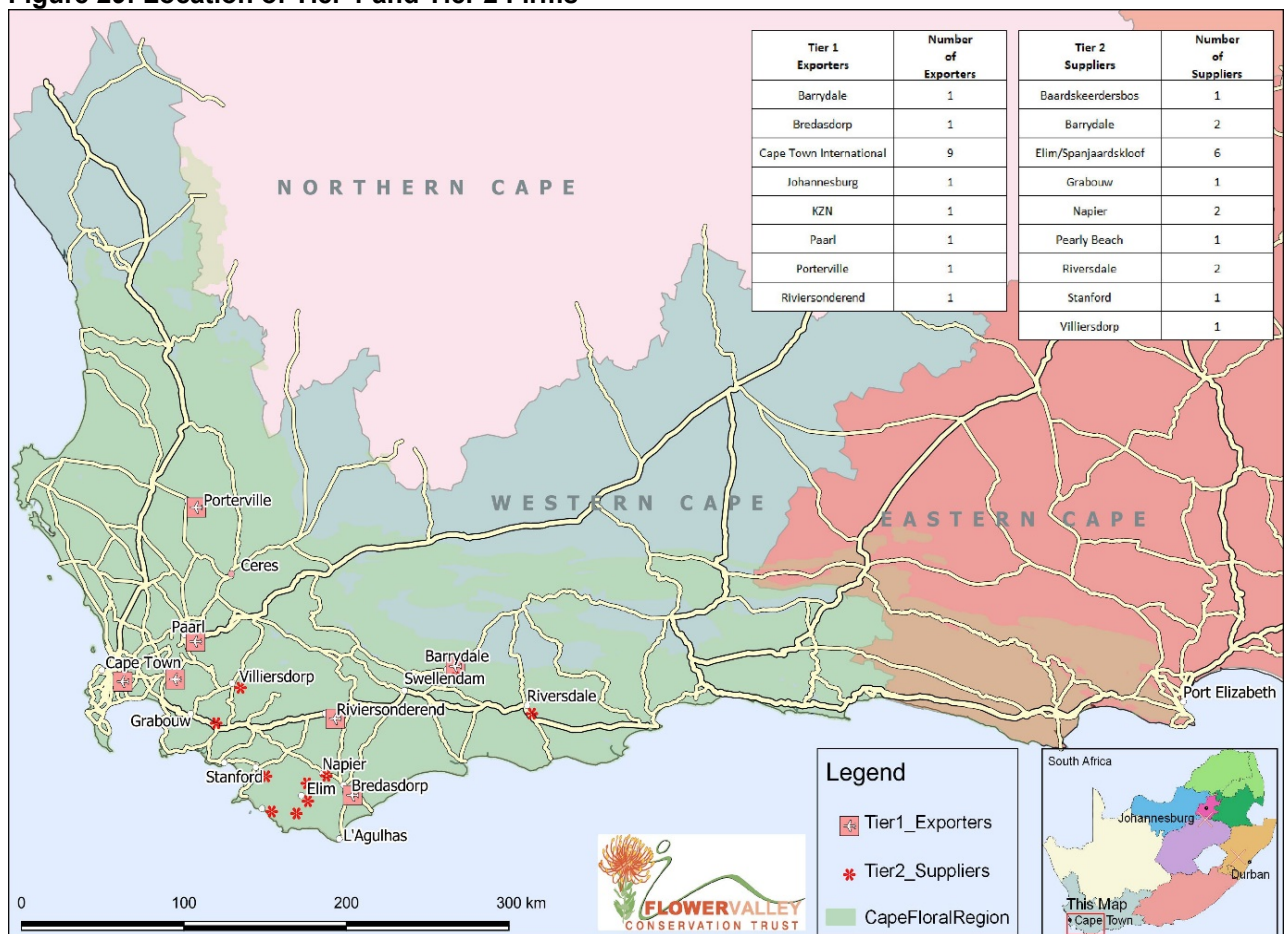 Figure 29: Location of Tier 1 and Tier 2 Firms
Tier 1
Exporters
Number
of
Exporters
Barrydale 1
Bredasdorp 1
Cape Town International 9
Johannesburg 1
KZN 1
Paarl 1
Porterville 1
Riviersonderend 1
Tier 2
Suppliers
Number
of
Suppliers
Baardskeerdersbos 1
Barrydale 2
Elim/Spanjaardskloof 6
Grabouw 1
Napier 2
Pearly Beach 1
Riversdale 2
Stanford 1
Villiersdorp 1
NORTHERN CAPE
WESTERN CAPE
EASTERN CAPE
Porterville
Ceres
Paarl
Cape Town
Villiersdorp
Barrydale
Swellendam
Riversdale
Port Elizabeth
Grabouw
Riviersonderend
Stanford
Napier
Elim
Bredasdorp
L'Agulhas
0 100 200 300 km
FLOWERVALLEY
CONSERVATION TRUST
Legend
Tier1_Exporters
Tier2_Suppliers
CapeFloralRegion
South Africa
Johannesburg
Durban
This Map
Cape Town